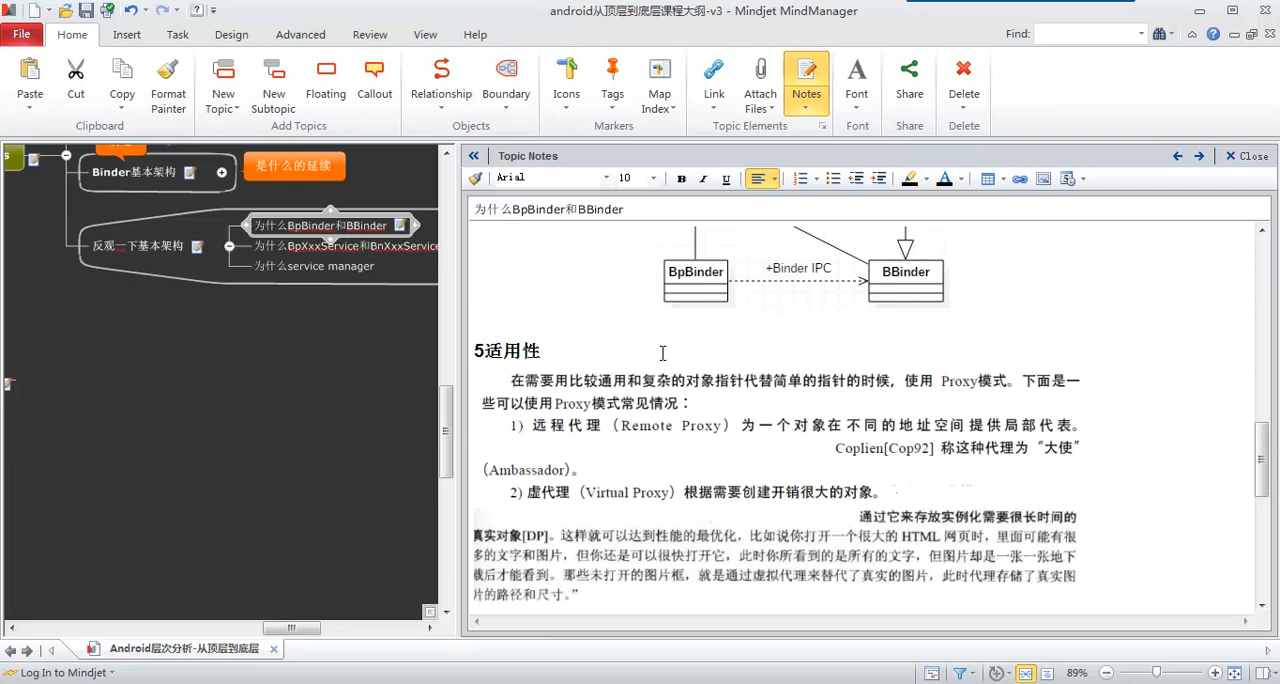 android从顶层到底层课程大纲-v3 - Mindjet MindManager
File Home Insert Task Design Advanced Review View Help Find:
Paste Cut Copy Format Painter New Topic New Subtopic Floating Callout Relationship Boundary Icons Tags Map Index Link Attach Files Notes Font Share Delete
Clipboard Add Topics Objects Markers Topic Elements Font Share Delete
s
Binder基本架构
是什么的延续
为什么BpBinder和BBinder
反观一下基本架构
为什么BpXxxService和BnXxxService
为什么service manager
Topic Notes
Close
Arial 10 B I U
为什么BpBinder和BBinder
BpBinder +Binder IPC BBinder
5适用性
在需要用比较通用和复杂的对象指针代替简单的指针的时候，使用 Proxy模式。下面是一
些可以使用Proxy模式常见情况：
1) 远程代理（Remote Proxy）为一个对象在不同的地址空间提供局部代表。
Coplien[Cop92] 称这种代理为“大使”
（Ambassador）。
2) 虚代理（Virtual Proxy）根据需要创建开销很大的对象。
通过它来存放实例化需要很长时间的
真实对象[DP]。这样就可以达到性能的最优化，比如说你打开一个很大的 HTML 网页时，里面可能有很
多的文字和图片，但你还是可以很快打开它，此时你所看到的是所有的文字，但图片却是一张一张地下
载后才能看到。那些未打开的图片框，就是通过虚拟代理来替代了真实的图片，此时代理存储了真实图
片的路径和尺寸。”
Android层次分析-从顶层到底层
Log In to Mindjet
89%